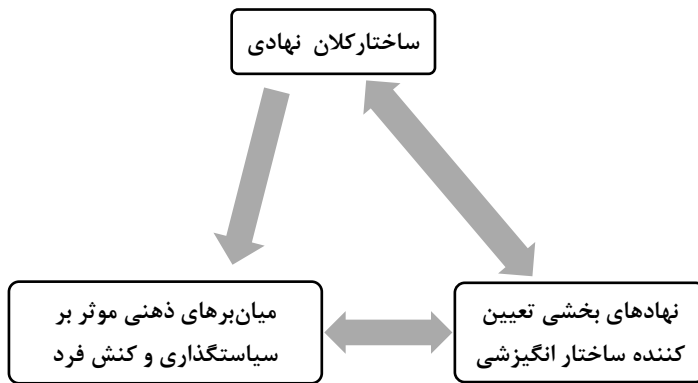 ساختارکلان نهادی
نهادهای بخشی تعیین
کننده ساختار انگیزشی
میان‌برهای ذهنی موثر بر
سیاستگذاری و کنش فرد